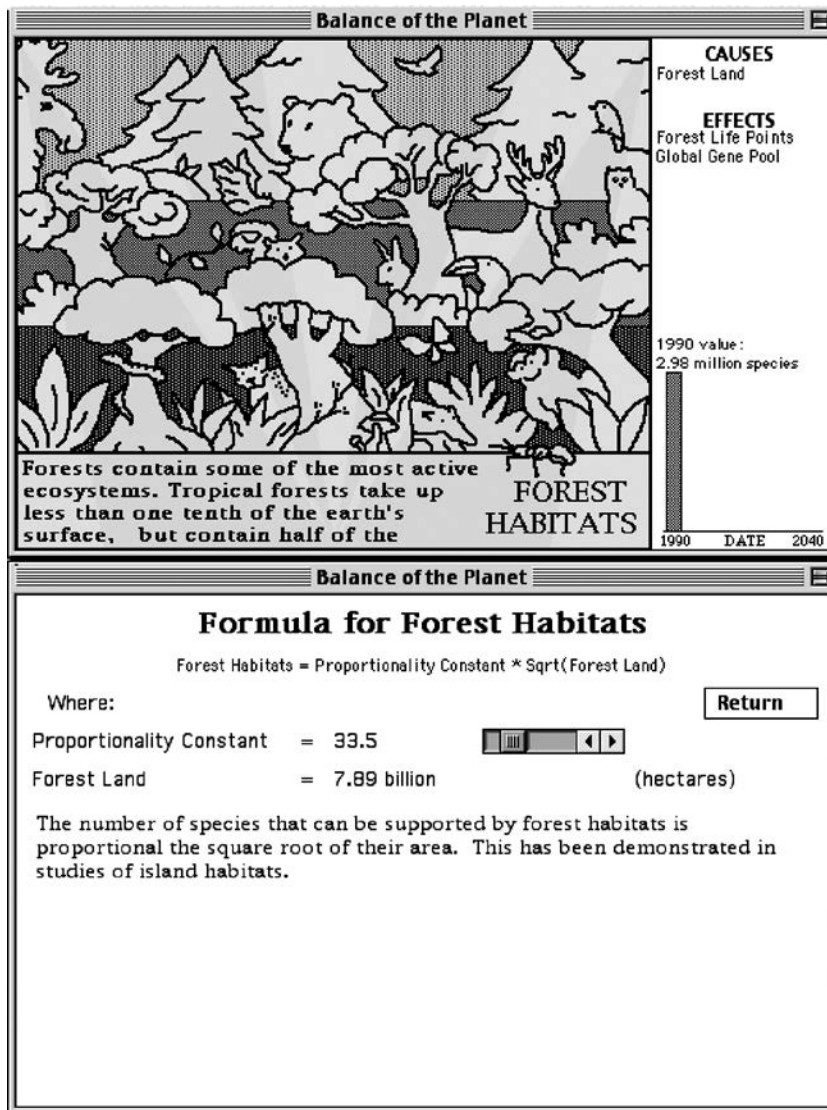 Balance of the Planet
CAUSES
Forest Land
EFFECTS
Forest Life Points
Global Gene Pool
1990 value:
2.98 million species
1990 DATE 2040
Forests contain some of the most active
ecosystems. Tropical forests take up
less than one tenth of the earth's
surface, but contain half of the
FOREST
HABITATS
Balance of the Planet
Formula for Forest Habitats
Forest Habitats = Proportionality Constant * Sqrt(Forest Land)
Where:
Return
Proportionality Constant = 33.5
Forest Land = 7.89 billion (hectares)
The number of species that can be supported by forest habitats is
proportional the square root of their area. This has been demonstrated in
studies of island habitats.